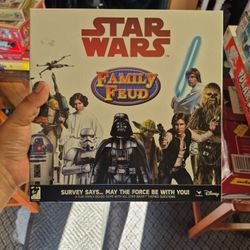 STAR
WARS
FAMILY
FEUD
SURVEY SAYS... MAY THE FORCE BE WITH YOU!
Disney